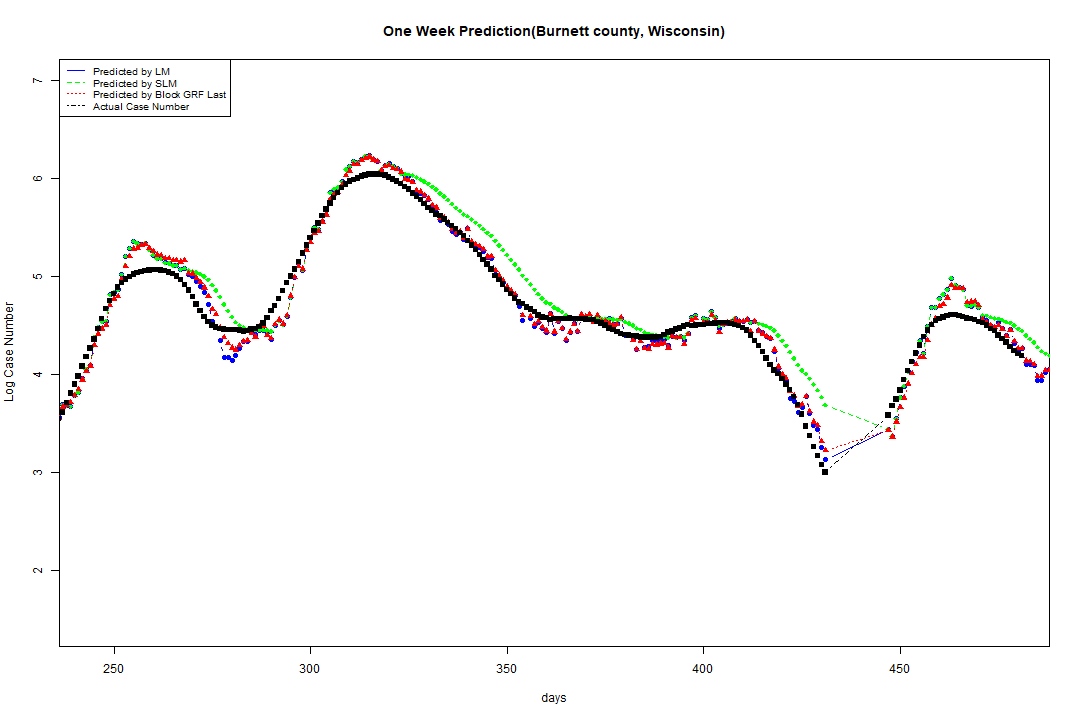 One Week Prediction(Burnett county, Wisconsin)
Predicted by LM
Predicted by SLM
Predicted by Block GRF Last
Actual Case Number
7
6
5
4
3
2
Log Case Number
250 300 350 400 450
days